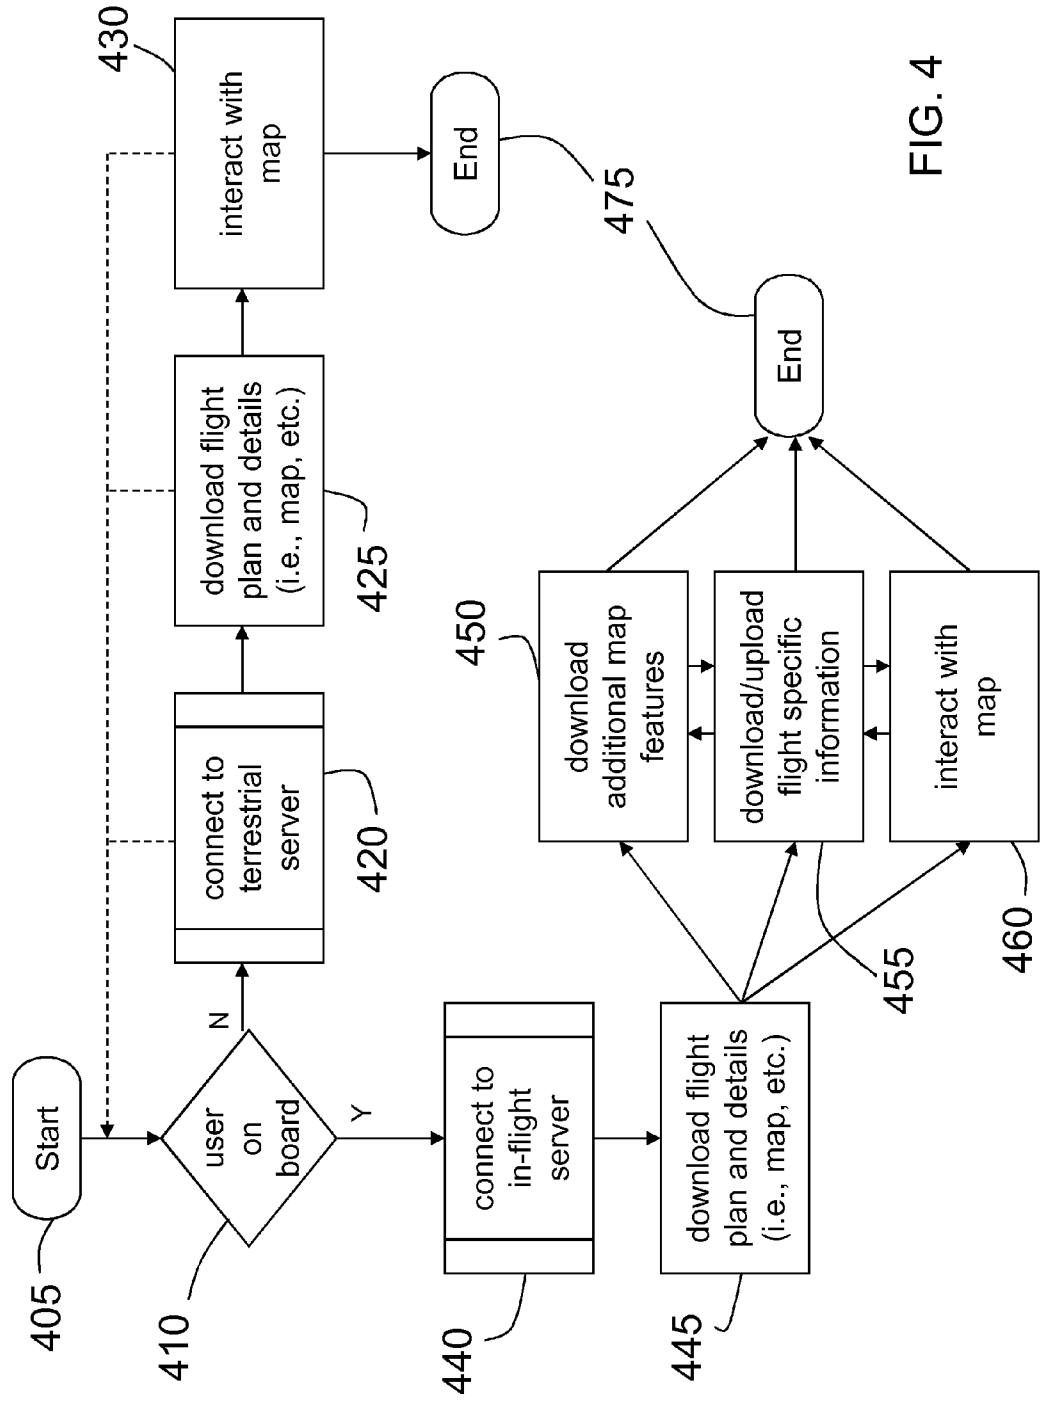 405
Start
410
user
on
board
N
Y
420
connect to
terrestrial
server
425
download flight
plan and details
(i.e., map, etc.)
430
interact with
map
End
475
440
connect to
in-flight
server
445
download flight
plan and details
(i.e., map, etc.)
450
download
additional map
features
455
download/upload
flight specific
information
460
interact with
map
End
FIG. 4